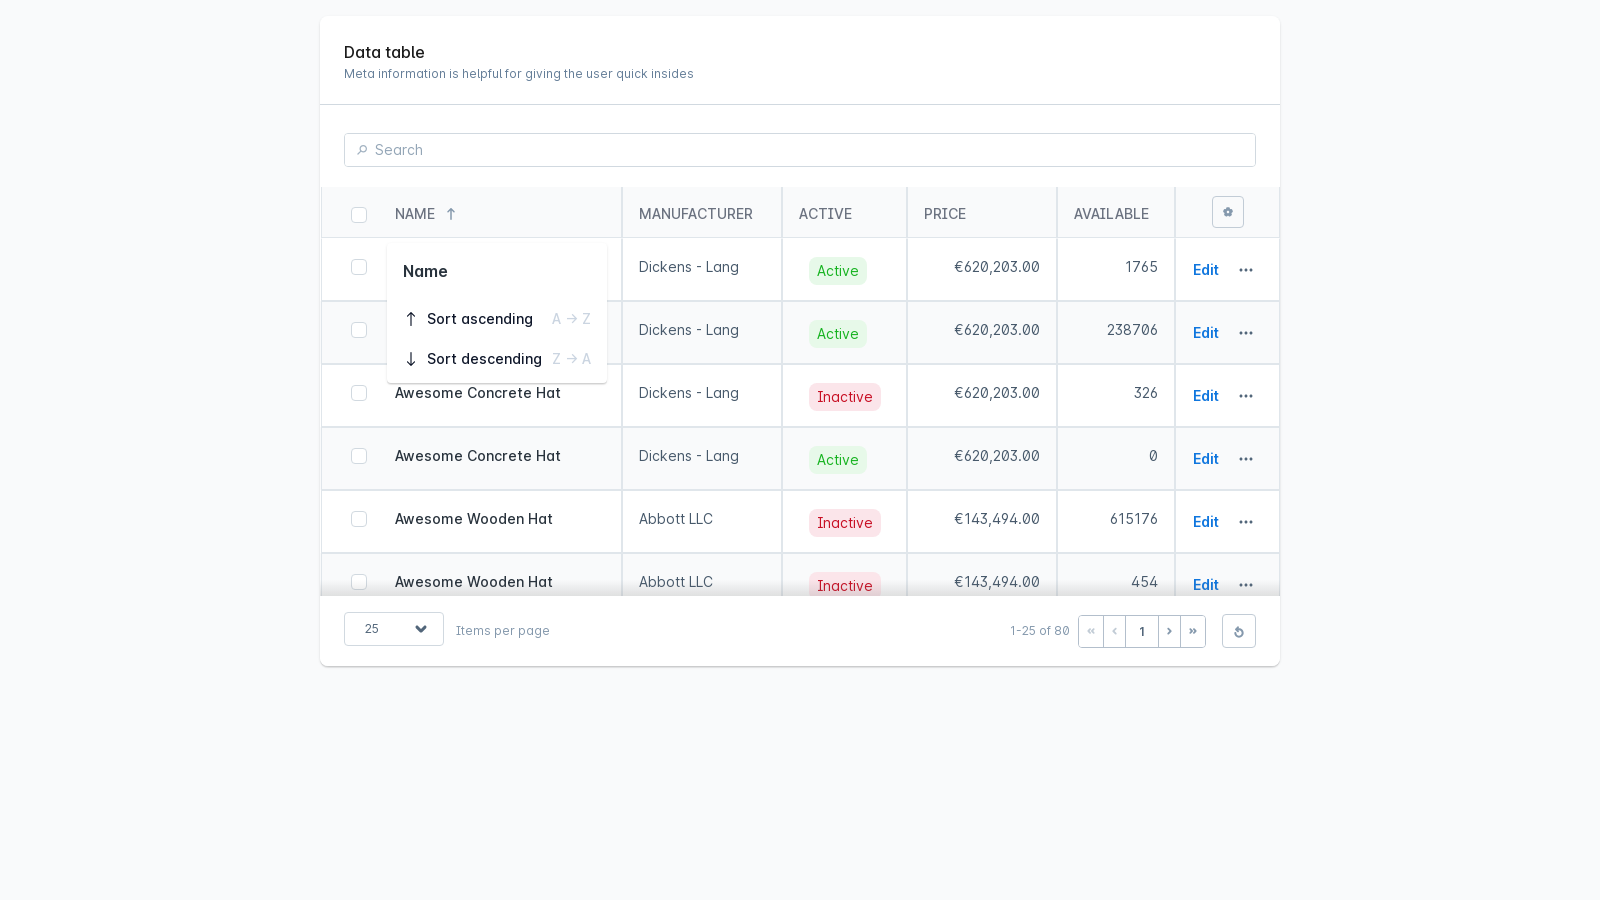 Data table
Meta information is helpful for giving the user quick insides
Search
NAME ↑ MANUFACTURER ACTIVE PRICE AVAILABLE
Dickens - Lang Active €620,203.00 1765 Edit ...
Name
Sort ascending A → Z
Dickens - Lang Active €620,203.00 238706 Edit ...
Sort descending Z → A
Awesome Concrete Hat Dickens - Lang Inactive €620,203.00 326 Edit ...
Awesome Concrete Hat Dickens - Lang Active €620,203.00 0 Edit ...
Awesome Wooden Hat Abbott LLC Inactive €143,494.00 615176 Edit ...
Awesome Wooden Hat Abbott LLC Inactive €143,494.00 454 Edit ...
25 Items per page 1-25 of 80 « ‹ 1 › »